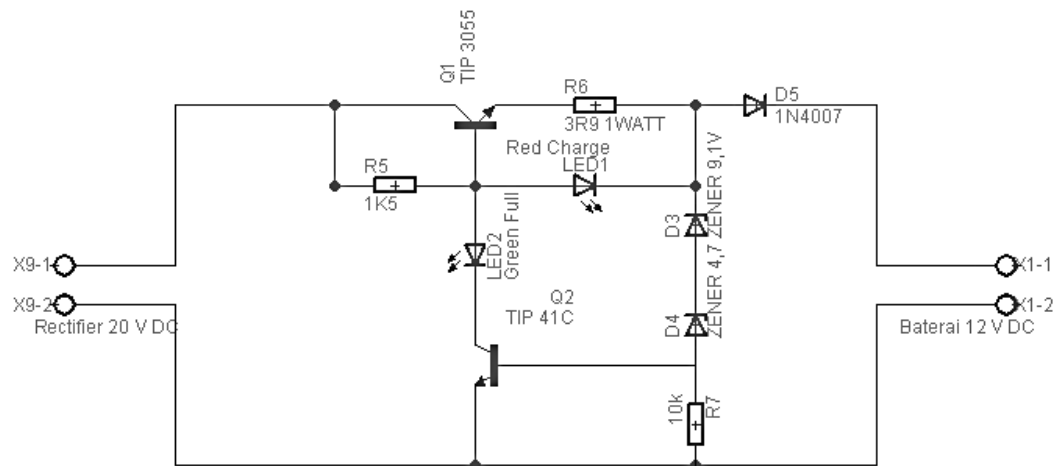 Q1
TIP 3055
R6
3R9 1WATT
D5
1N4007
Red Charge
LED1
R5
1K5
D3
ZENER 9,1V
LED2
Green Full
X9-1
X9-2
Rectifier 20 V DC
Q2
TIP 41C
D4
ZENER 4,7
X1-1
X1-2
Baterai 12 V DC
10k
R7